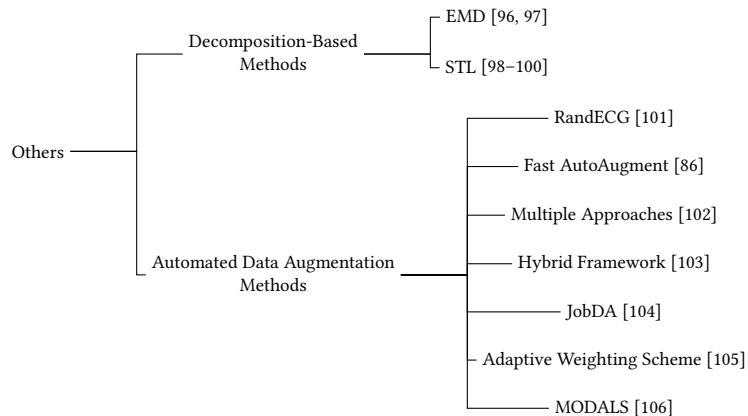 EMD [96, 97]
Decomposition-Based
Methods
STL [98–100]
RandECG [101]
Others
Fast AutoAugment [86]
Multiple Approaches [102]
Automated Data Augmentation
Methods
Hybrid Framework [103]
JobDA [104]
Adaptive Weighting Scheme [105]
MODALS [106]